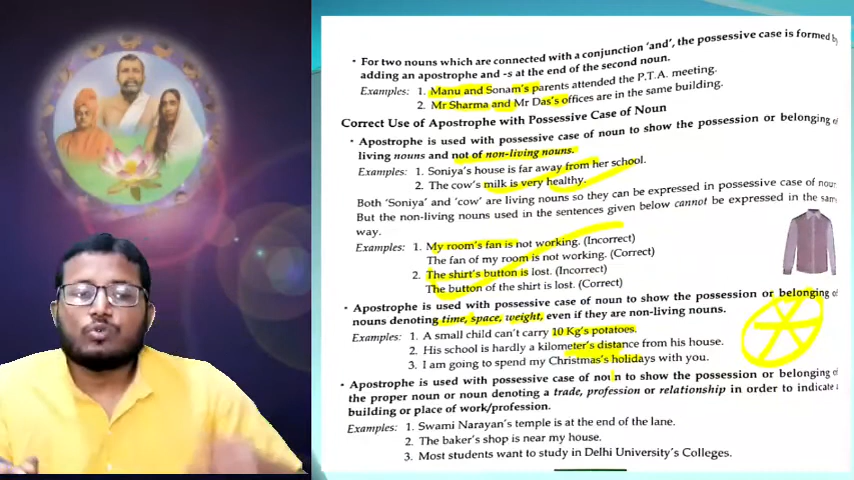 • For two nouns which are connected with a conjunction 'and', the possessive case is formed by
adding an apostrophe and -s at the end of the second noun.
Examples: 1. Manu and Sonam's parents attended the P.T.A. meeting.
2. Mr Sharma and Mr Das's offices are in the same building.
Correct Use of Apostrophe with Possessive Case of Noun
• Apostrophe is used with possessive case of noun to show the possession or belonging of
living nouns and not of non-living nouns.
Examples: 1. Soniya's house is far away from her school.
2. The cow's milk is very healthy.
Both 'Soniya' and 'cow' are living nouns so they can be expressed in possessive case of noun
But the non-living nouns used in the sentences given below cannot be expressed in the same
way.
Examples: 1. My room's fan is not working. (Incorrect)
The fan of my room is not working. (Correct)
2. The shirt's button is lost. (Incorrect)
The button of the shirt is lost. (Correct)
• Apostrophe is used with possessive case of noun to show the possession or belonging of
nouns denoting time, space, weight, even if they are non-living nouns.
Examples: 1. A small child can't carry 10 Kg's potatoes.
2. His school is hardly a kilometer's distance from his house.
3. I am going to spend my Christmas's holidays with you.
• Apostrophe is used with possessive case of noun to show the possession or belonging of
the proper noun or noun denoting a trade, profession or relationship in order to indicate a
building or place of work/profession.
Examples: 1. Swami Narayan's temple is at the end of the lane.
2. The baker's shop is near my house.
3. Most students want to study in Delhi University's Colleges.